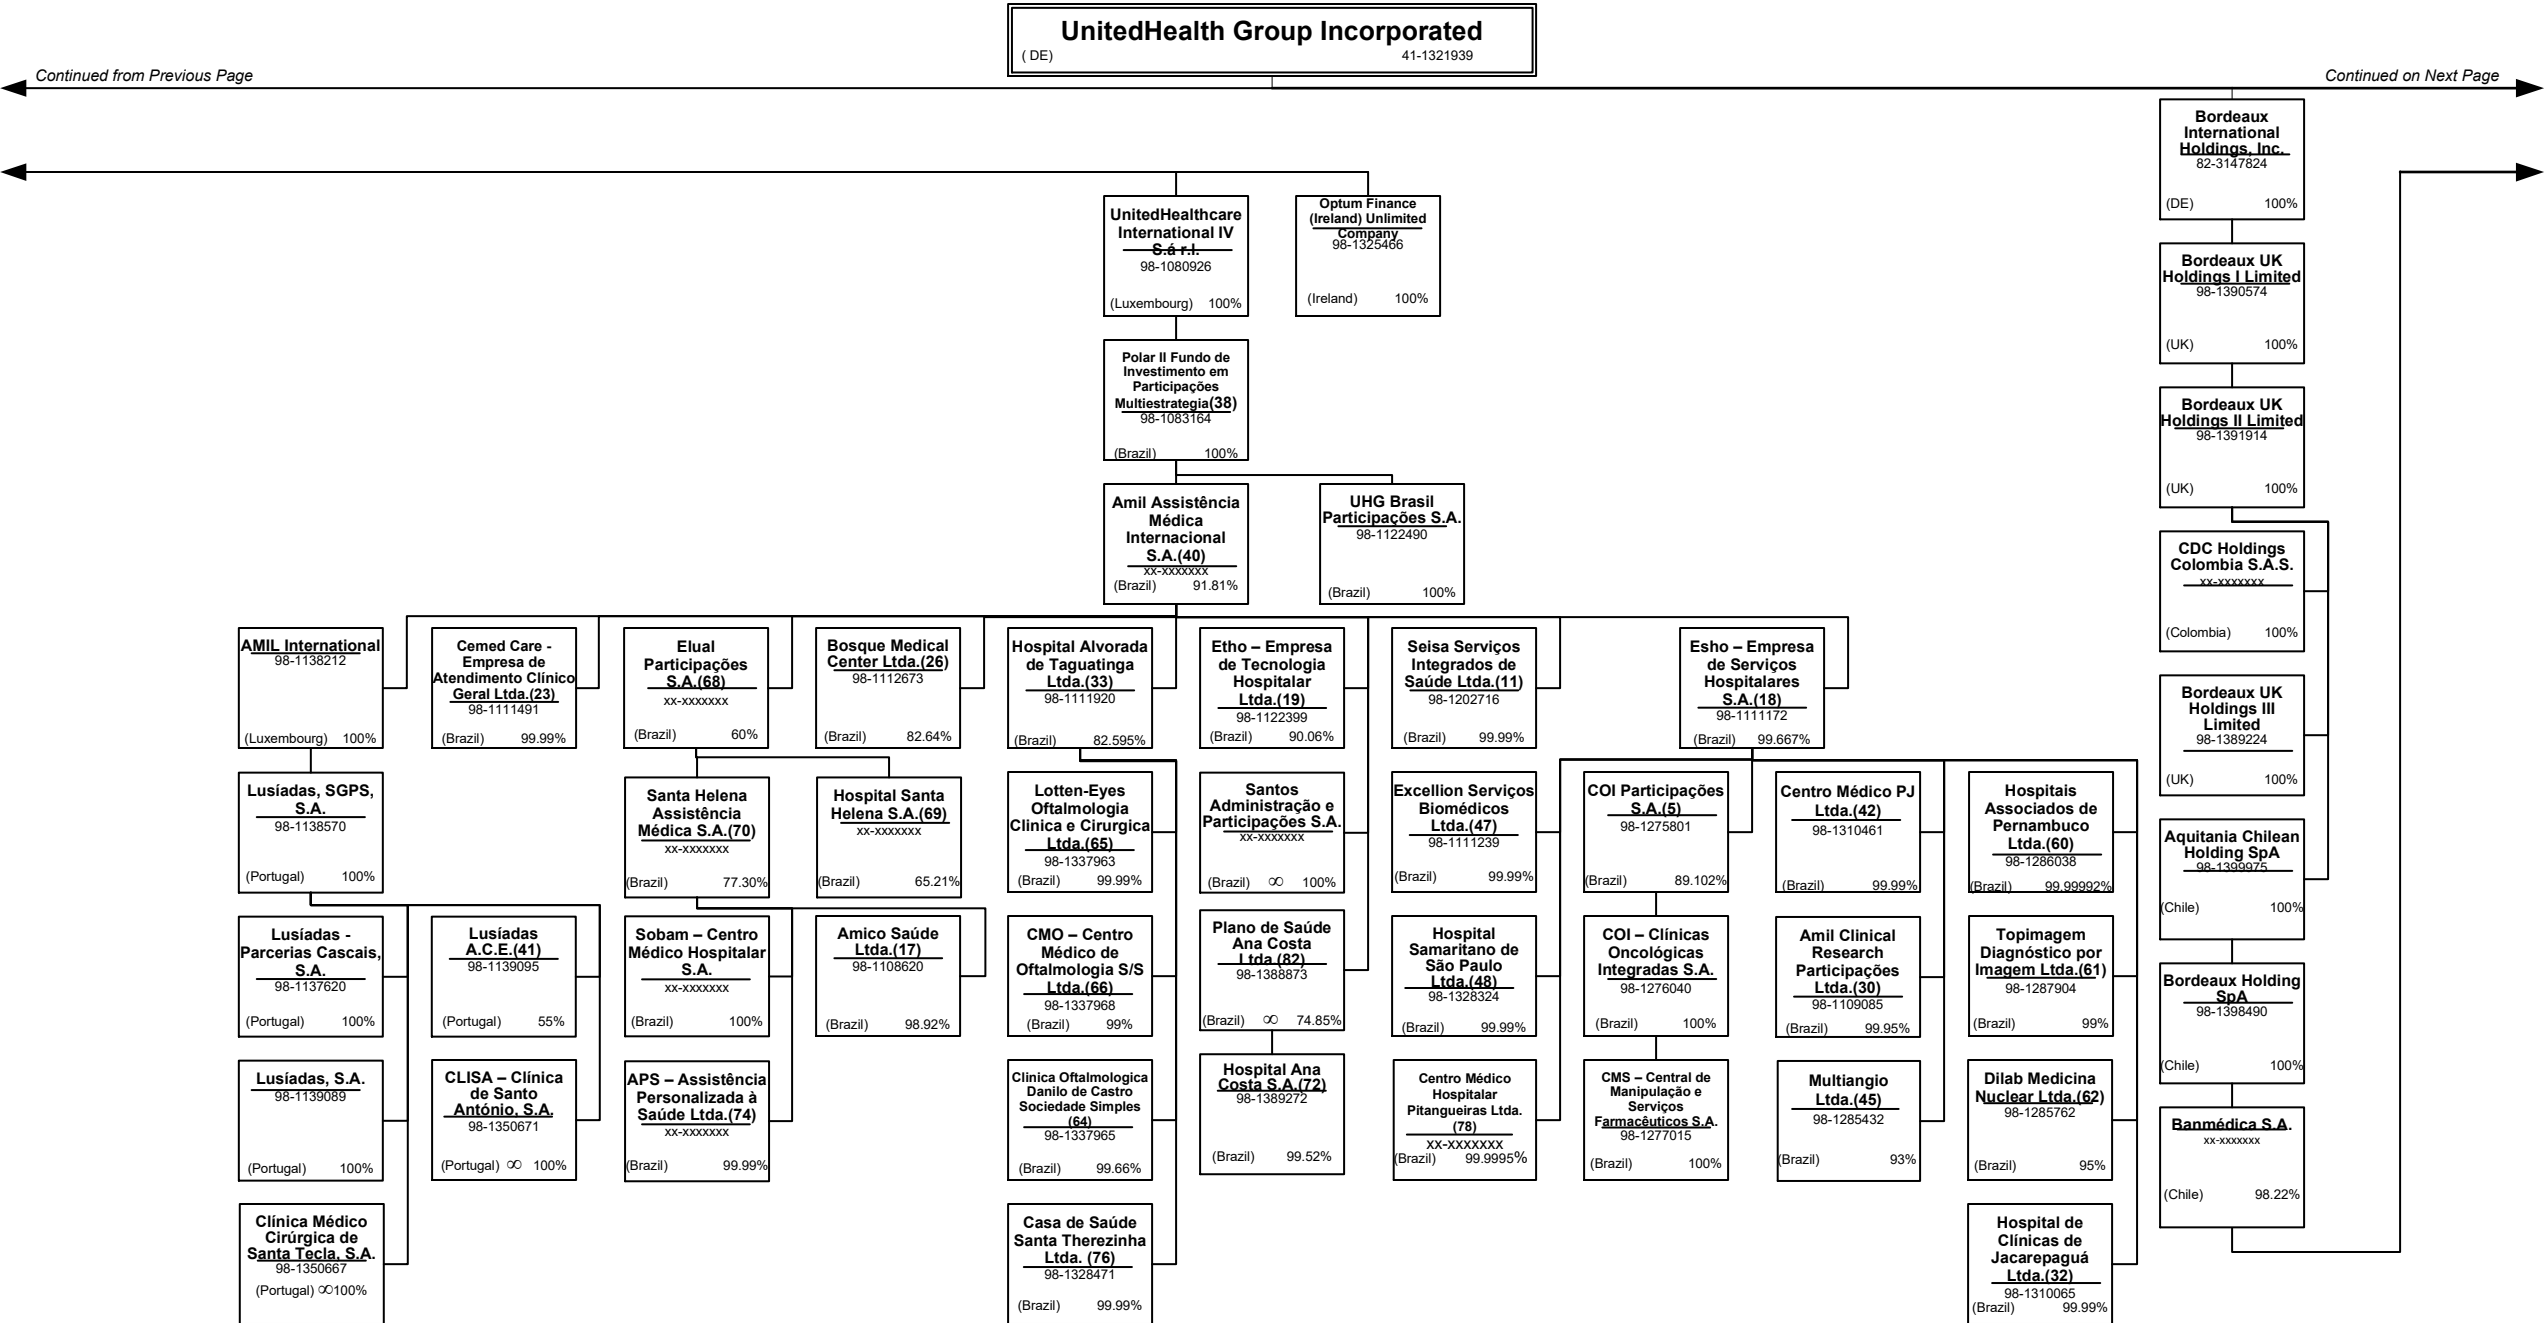 UnitedHealth Group Incorporated
( DE) 41-1321939
Continued from Previous Page
Continued on Next Page
Bordeaux
International
Holdings, Inc.
82-3147824
(DE) 100%
UnitedHealthcare
International IV
S.á r.l.
98-1080926
(Luxembourg) 100%
Optum Finance
(Ireland) Unlimited
Company
98-1325466
(Ireland) 100%
Bordeaux UK
Holdings I Limited
98-1390574
(UK) 100%
Polar II Fundo de
Investimento em
Participações
Multiestrategia(38)
98-1083164
(Brazil) 100%
Bordeaux UK
Holdings II Limited
98-1391914
(UK) 100%
Amil Assistência
Médica
Internacional
S.A.(40)
xx-xxxxxxx
(Brazil) 91.81%
UHG Brasil
Participações S.A.
98-1122490
(Brazil) 100%
CDC Holdings
Colombia S.A.S.
xx-xxxxxxx
(Colombia) 100%
AMIL International
98-1138212
(Luxembourg) 100%
Cemed Care -
Empresa de
Atendimento Clínico
Geral Ltda.(23)
98-1111491
(Brazil) 99.99%
Elual
Participações
S.A.(68)
xx-xxxxxxx
(Brazil) 60%
Bosque Medical
Center Ltda.(26)
98-1112673
(Brazil) 82.64%
Hospital Alvorada
de Taguatinga
Ltda.(33)
98-1111920
(Brazil) 82.595%
Etho – Empresa
de Tecnologia
Hospitalar
Ltda.(19)
98-1122399
(Brazil) 90.06%
Seisa Serviços
Integrados de
Saúde Ltda.(11)
98-1202716
(Brazil) 99.99%
Esho – Empresa
de Serviços
Hospitalares
S.A.(18)
98-1111172
(Brazil) 99.667%
Bordeaux UK
Holdings III
Limited
98-1389224
(UK) 100%
Lusíadas, SGPS,
S.A.
98-1138570
(Portugal) 100%
Santa Helena
Assistência
Médica S.A.(70)
xx-xxxxxxx
(Brazil) 77.30%
Hospital Santa
Helena S.A.(69)
xx-xxxxxxx
(Brazil) 65.21%
Lotten-Eyes
Oftalmologia
Clinica e Cirurgica
Ltda.(65)
98-1337963
(Brazil) 99.99%
Santos
Administração e
Participações S.A.
xx-xxxxxxx
(Brazil) ∞ 100%
Excellion Serviços
Biomédicos
Ltda.(47)
98-1111239
(Brazil) 99.99%
COI Participações
S.A.(5)
98-1275801
(Brazil) 89.102%
Centro Médico PJ
Ltda.(42)
98-1310461
(Brazil) 99.99%
Hospitais
Associados de
Pernambuco
Ltda.(60)
98-1286038
(Brazil) 99.99992%
Aquitania Chilean
Holding SpA
98-1399975
(Chile) 100%
Lusíadas -
Parcerias Cascais,
S.A.
98-1137620
(Portugal) 100%
Lusíadas
A.C.E.(41)
98-1139095
(Portugal) 55%
Sobam – Centro
Médico Hospitalar
S.A.
xx-xxxxxxx
(Brazil) 100%
Amico Saúde
Ltda.(17)
98-1108620
(Brazil) 98.92%
CMO – Centro
Médico de
Oftalmologia S/S
Ltda.(66)
98-1337968
(Brazil) 99%
Plano de Saúde
Ana Costa
Ltda.(82)
98-1388873
(Brazil) ∞ 74.85%
Hospital
Samaritano de
São Paulo
Ltda.(48)
98-1328324
(Brazil) 99.99%
COI – Clínicas
Oncológicas
Integradas S.A.
98-1276040
(Brazil) 100%
Amil Clinical
Research
Participações
Ltda.(30)
98-1109085
(Brazil) 99.95%
Topimagem
Diagnóstico por
Imagem Ltda.(61)
98-1287904
(Brazil) 99%
Bordeaux Holding
SpA
98-1398490
(Chile) 100%
Lusíadas, S.A.
98-1139089
(Portugal) 100%
CLISA – Clínica
de Santo
António, S.A.
98-1350671
(Portugal) ∞ 100%
APS – Assistência
Personalizada à
Saúde Ltda.(74)
xx-xxxxxxx
(Brazil) 99.99%
Clinica Oftalmologica
Danilo de Castro
Sociedade Simples
(64)
98-1337965
(Brazil) 99.66%
Hospital Ana
Costa S.A.(72)
98-1389272
(Brazil) 99.52%
Centro Médico
Hospitalar
Pitangueiras Ltda.
(78)
xx-xxxxxxx
(Brazil) 99.9995%
CMS – Central de
Manipulação e
Serviços
Farmacêuticos S.A.
98-1277015
(Brazil) 100%
Multiangio
Ltda.(45)
98-1285432
(Brazil) 93%
Dilab Medicina
Nuclear Ltda.(62)
98-1285762
(Brazil) 95%
Banmédica S.A.
xx-xxxxxxx
(Chile) 98.22%
Clínica Médico
Cirúrgica de
Santa Tecla, S.A.
98-1350667
(Portugal) ∞100%
Casa de Saúde
Santa Therezinha
Ltda. (76)
98-1328471
(Brazil) 99.99%
Hospital de
Clínicas de
Jacarepaguá
Ltda.(32)
98-1310065
(Brazil) 99.99%